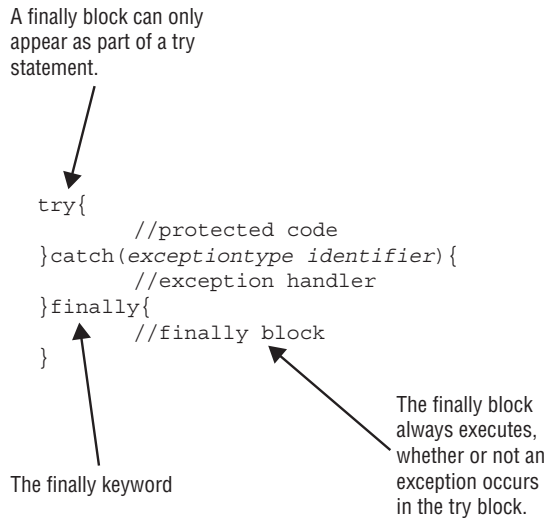 A finally block can only
appear as part of a try
statement.
try{
//protected code
}catch(exceptiontype identifier){
//exception handler
}finally{
//finally block
}
The finally keyword
The finally block
always executes,
whether or not an
exception occurs
in the try block.